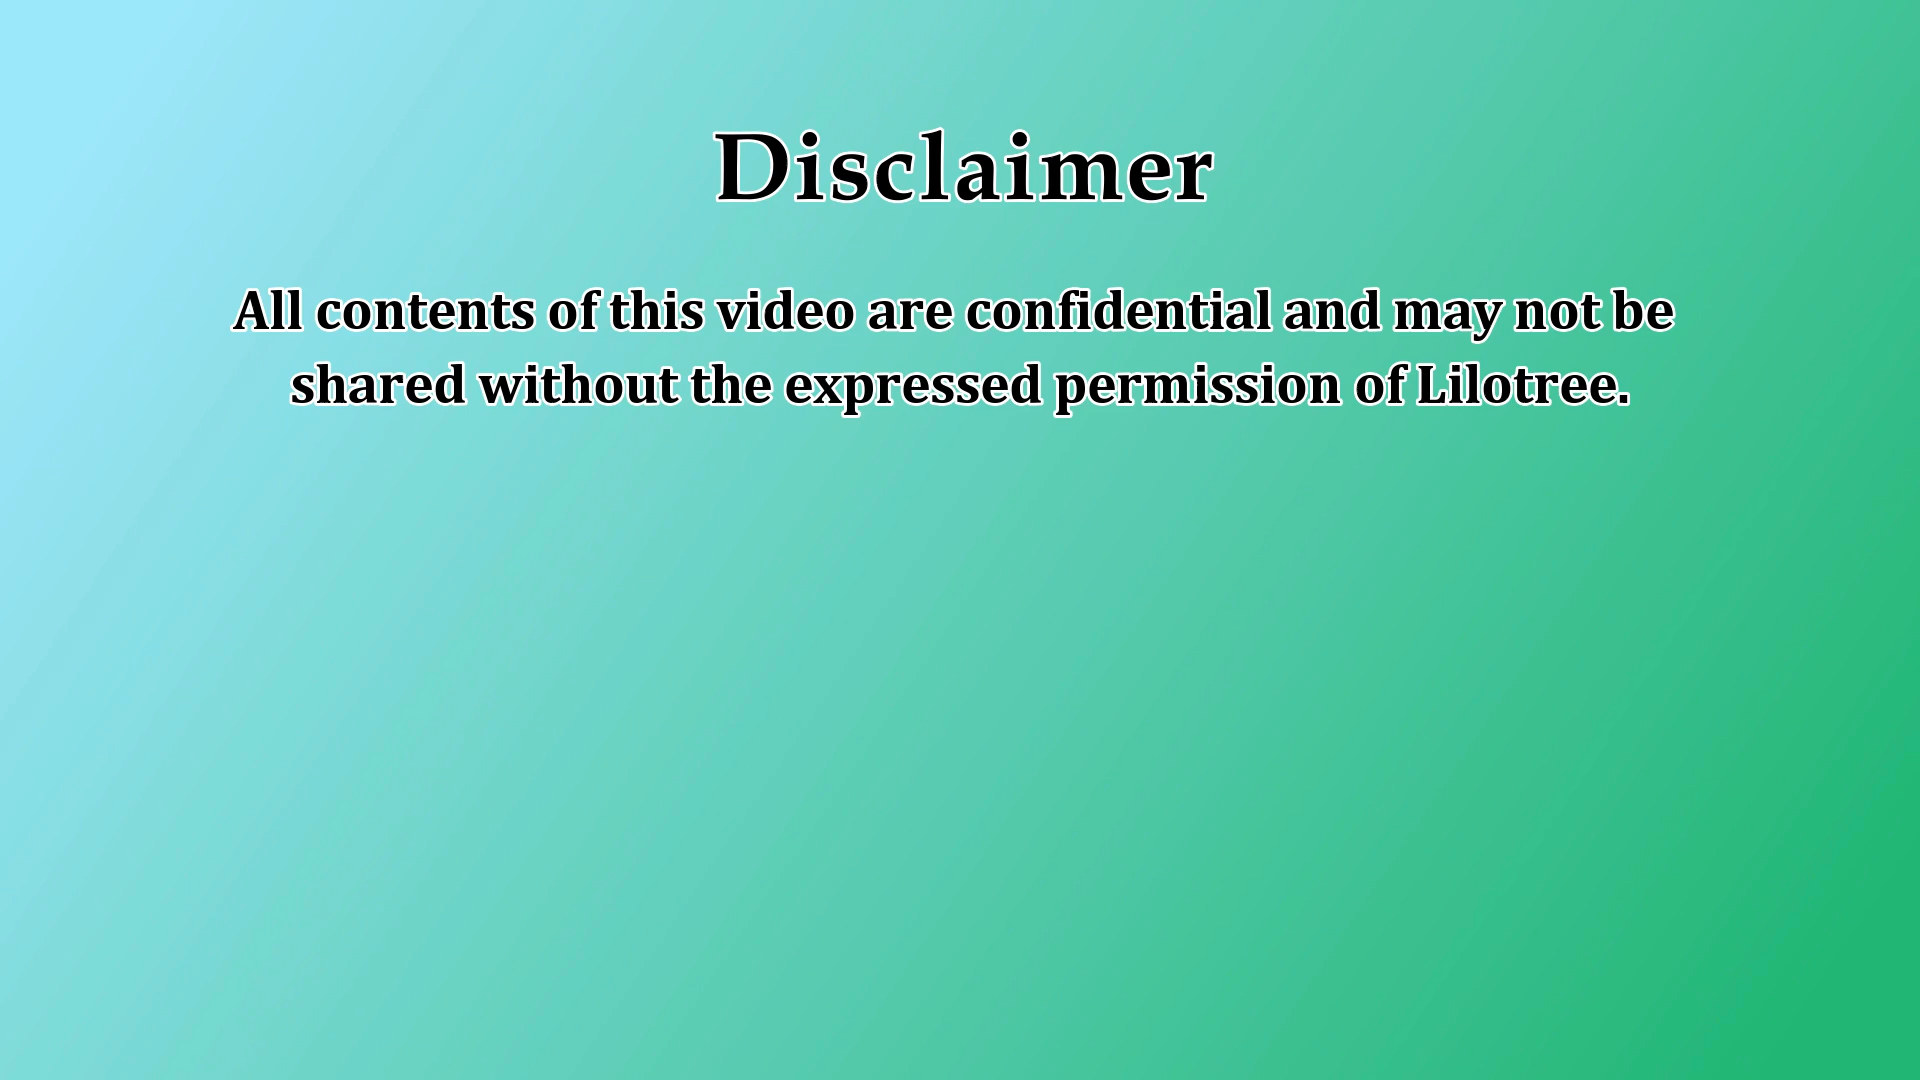 Disclaimer
All contents of this video are confidential and may not be
shared without the expressed permission of Lilotree.